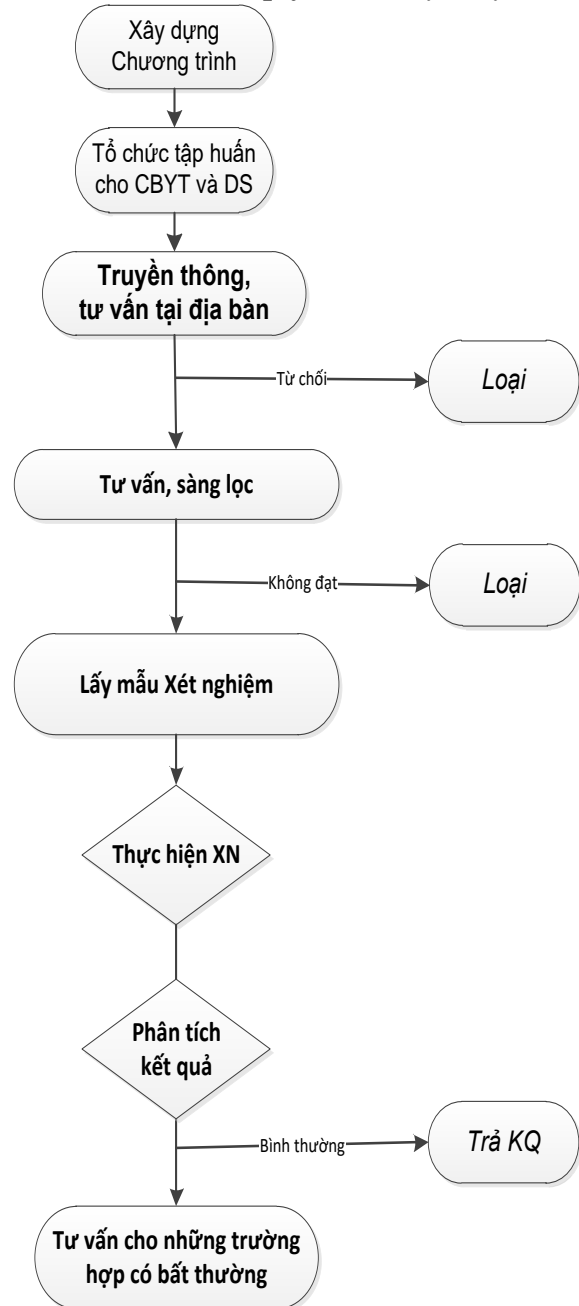 Xây dựng
Chương trình
Tổ chức tập huấn
cho CBYT và DS
Truyền thông,
tư vấn tại địa bàn
Từ chối
Loại
Tư vấn, sàng lọc
Không đạt
Loại
Lấy mẫu Xét nghiệm
Thực hiện XN
Phân tích
kết quả
Bình thường
Trả KQ
Tư vấn cho những trường
hợp có bất thường